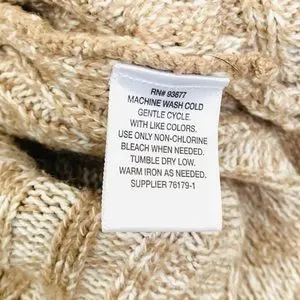 RN# 93677
MACHINE WASH COLD
GENTLE CYCLE.
WITH LIKE COLORS.
USE ONLY NON-CHLORINE
BLEACH WHEN NEEDED.
TUMBLE DRY LOW.
WARM IRON AS NEEDED.
SUPPLIER 76179-1